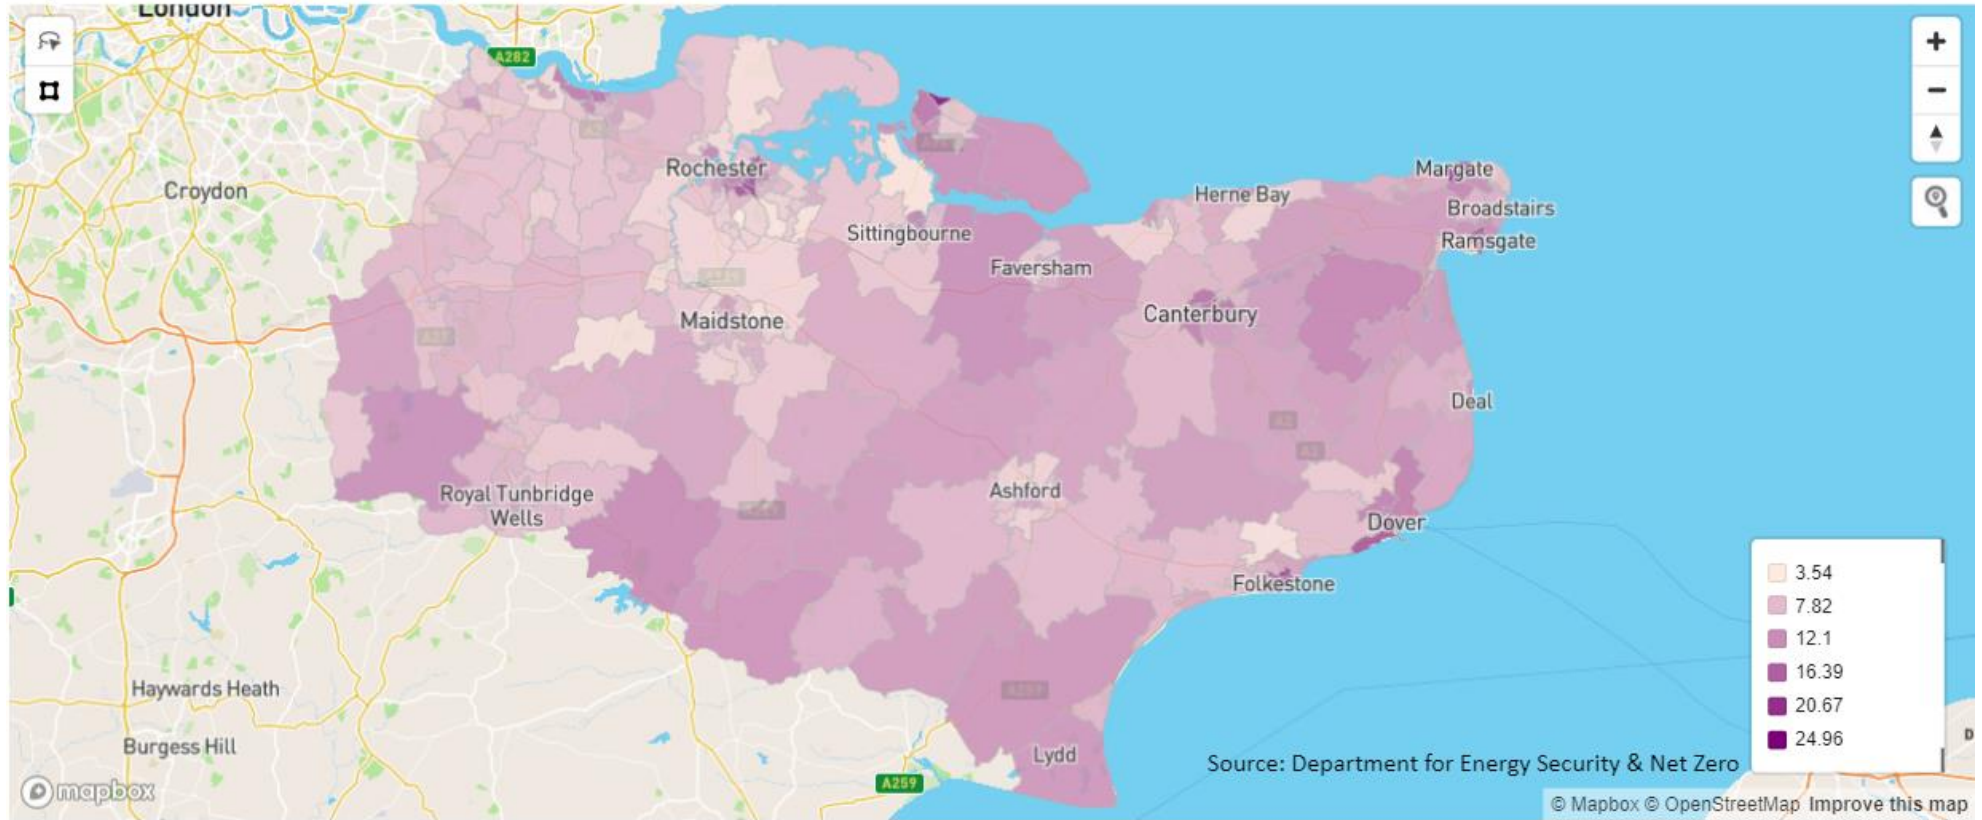 London
A282
Croydon
Rochester
Sittingbourne
Herne Bay
Margate
Broadstairs
Ramsgate
Faversham
Canterbury
Maidstone
Deal
Royal Tunbridge
Wells
Ashford
Dover
Folkestone
Haywards Heath
Burgess Hill
Lydd
A259
3.54
7.82
12.1
16.39
20.67
24.96
Source: Department for Energy Security & Net Zero
mapbox
© Mapbox © OpenStreetMap Improve this map